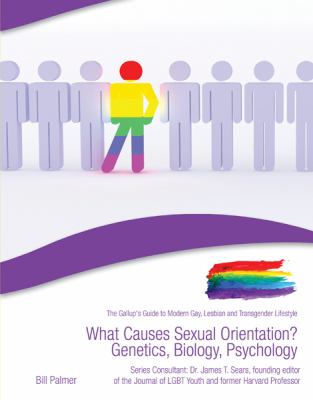 The Gallup's Guide to Modern Gay, Lesbian and Transgender Lifestyle
What Causes Sexual Orientation?
Genetics, Biology, Psychology
Series Consultant: Dr. James T. Sears, founding editor
Bill Palmer
of the Journal of LGBT Youth and former Harvard Professor